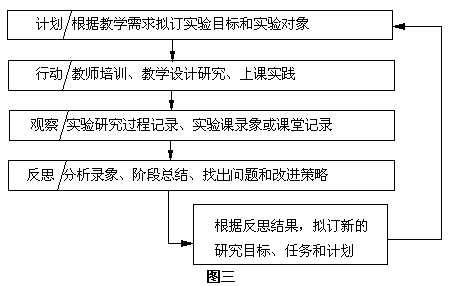 计划/根据教学需求拟订实验目标和实验对象
行动/教师培训、教学设计研究、上课实践
观察/实验研究过程记录、实验课录象或课堂记录
反思/分析录象、阶段总结、找出问题和改进策略
根据反思结果，拟订新的
研究目标、任务和计划
图三